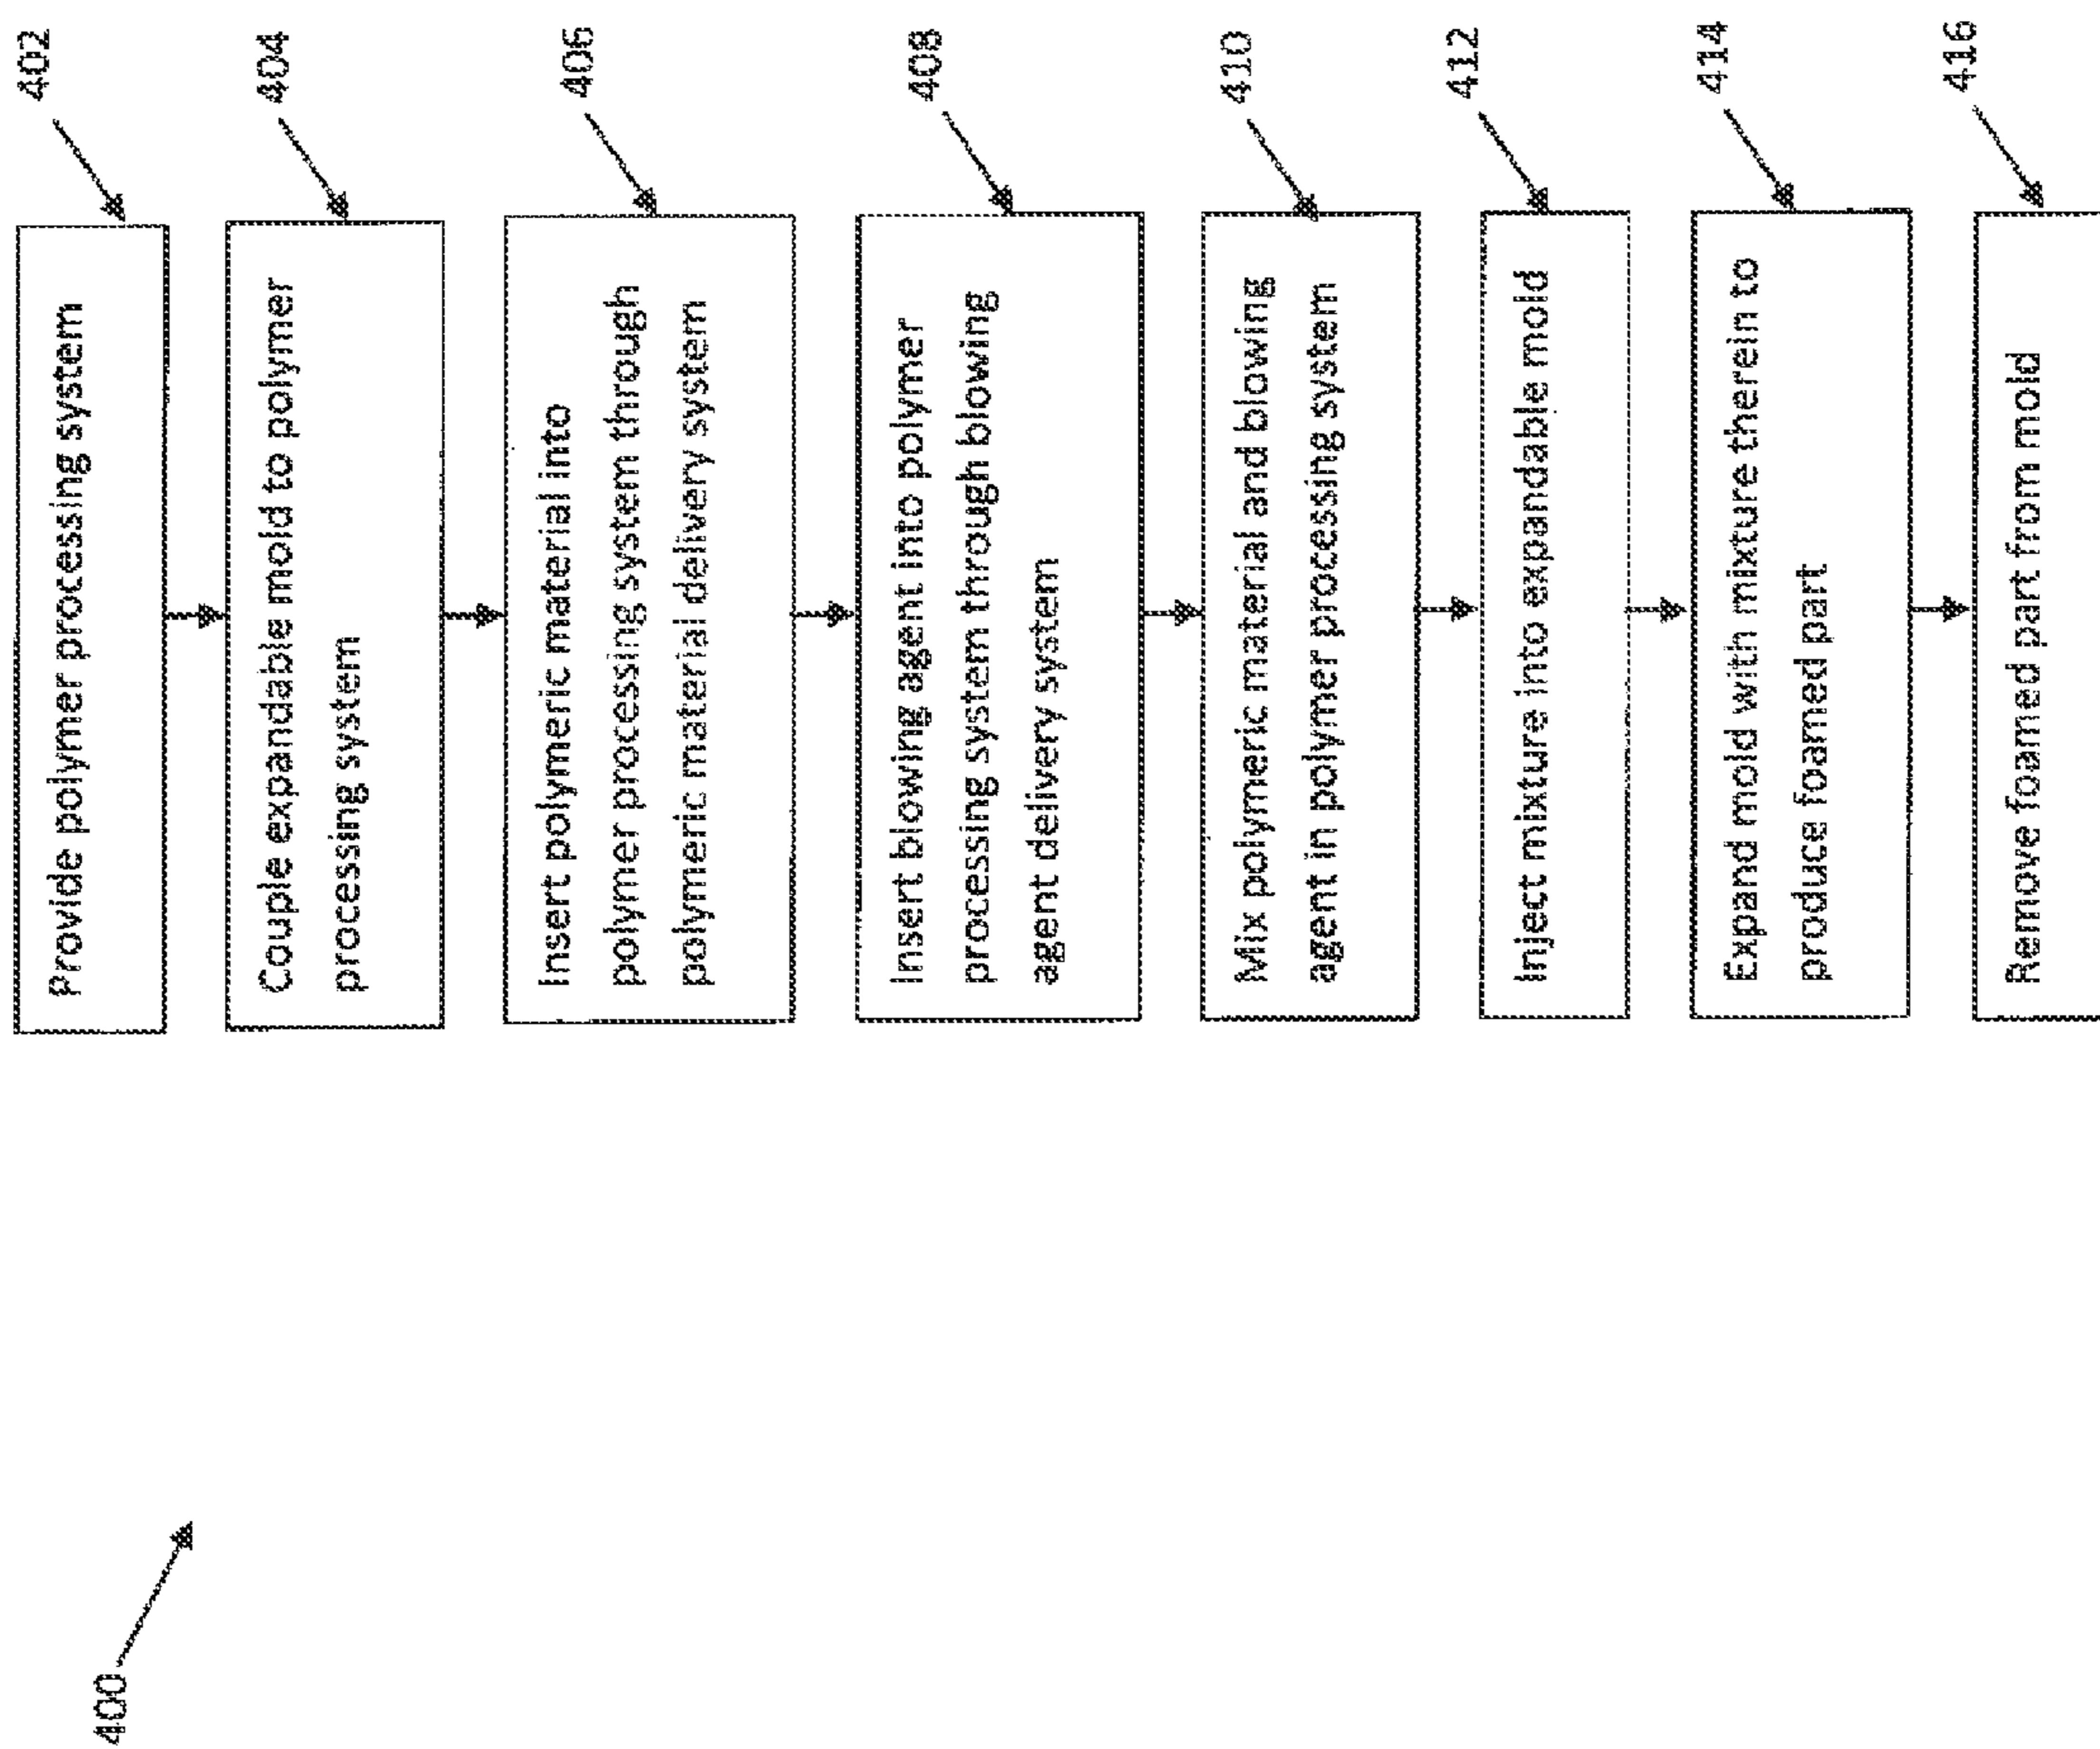 400
402
Provide polymer processing system
404
Couple expandable mold to polymer
processing system
406
Insert polymeric material into
polymer processing system through
polymeric material delivery system
408
Insert blowing agent into polymer
processing system through blowing
agent delivery system
410
Mix polymeric material and blowing
agent in polymer processing system
412
Inject mixture into expandable mold
414
Expand mold with mixture therein to
produce foamed part
416
Remove foamed part from mold